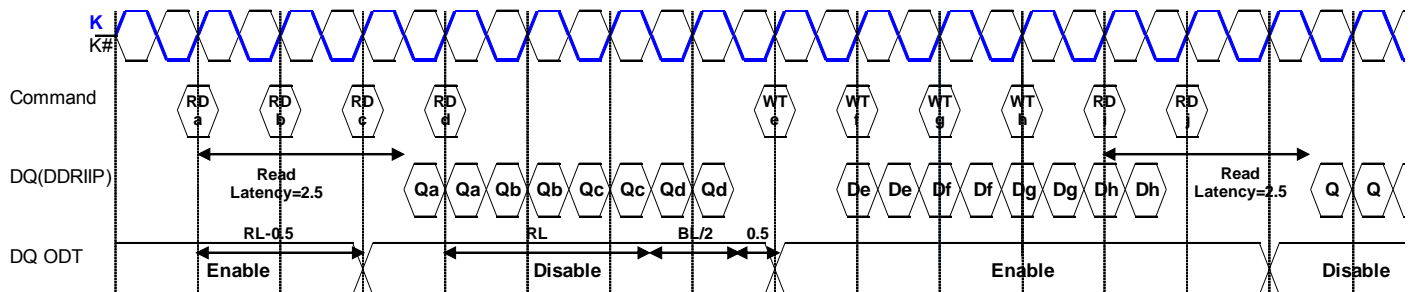 K
K#
Command
RD a RD b RD c RD d WT e WT f WT g WT h RD i RD j
DQ(DDRIIP)
Read
Latency=2.5
Qa Qa Qb Qb Qc Qc Qd Qd De De Df Df Dg Dg Dh Dh
Read
Latency=2.5
Q Q
RL-0.5 RL BL/2 0.5
DQ ODT
Enable Disable Enable Disable